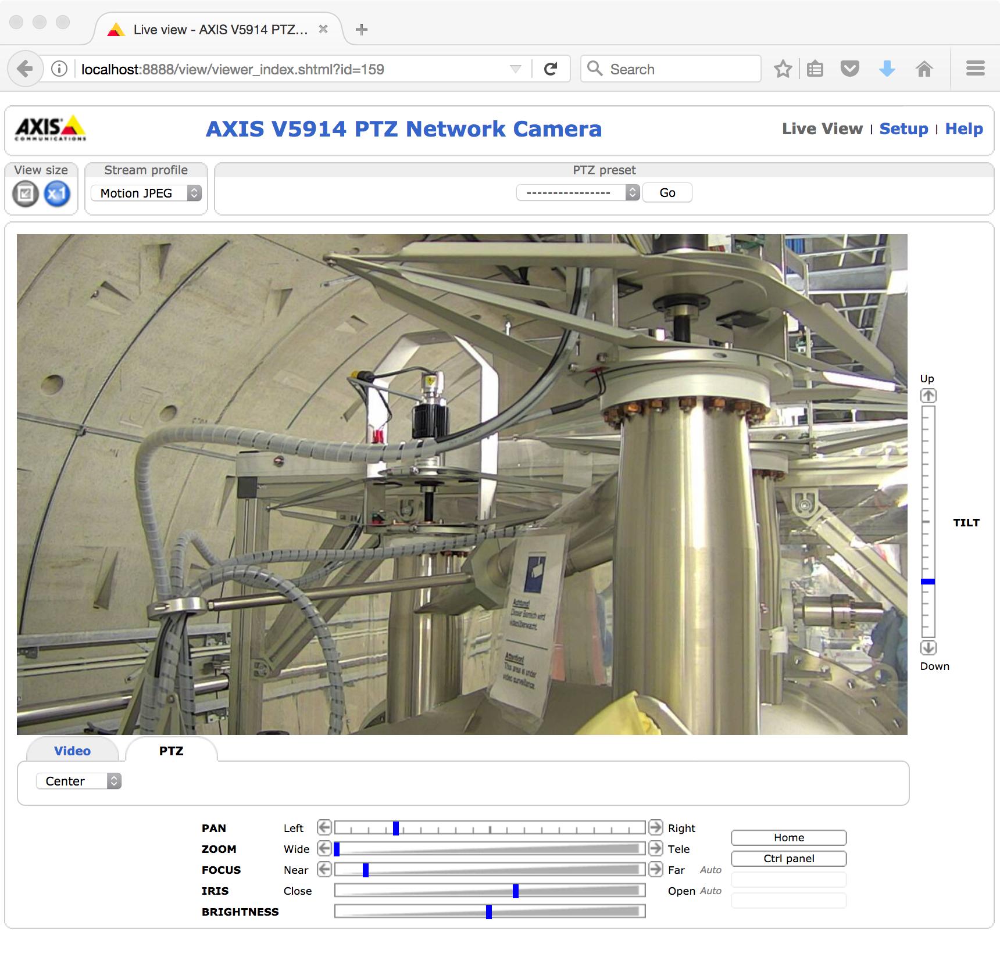 Live view - AXIS V5914 PTZ...
localhost:8888/view/viewer_index.shtml?id=159
Search
AXIS
COMMUNICATIONS
AXIS V5914 PTZ Network Camera
Live View | Setup | Help
View size
Stream profile
PTZ preset
x1
Motion JPEG
----------------
Go
Up
TILT
Down
Achtung!
Dieser Bereich wird
videoüberwacht.
Attention!
This area is under
video surveillance.
Video
PTZ
Center
PAN Left Right
Home
ZOOM Wide Tele
Ctrl panel
FOCUS Near Far Auto
IRIS Close Open Auto
BRIGHTNESS